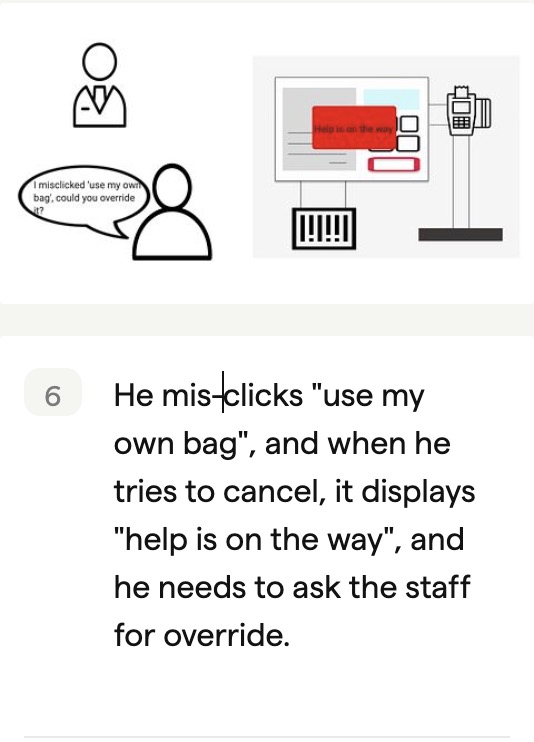 I misclicked 'use my own
bag', could you override
it?
Help is on the way
6
He mis-clicks "use my
own bag", and when he
tries to cancel, it displays
"help is on the way", and
he needs to ask the staff
for override.